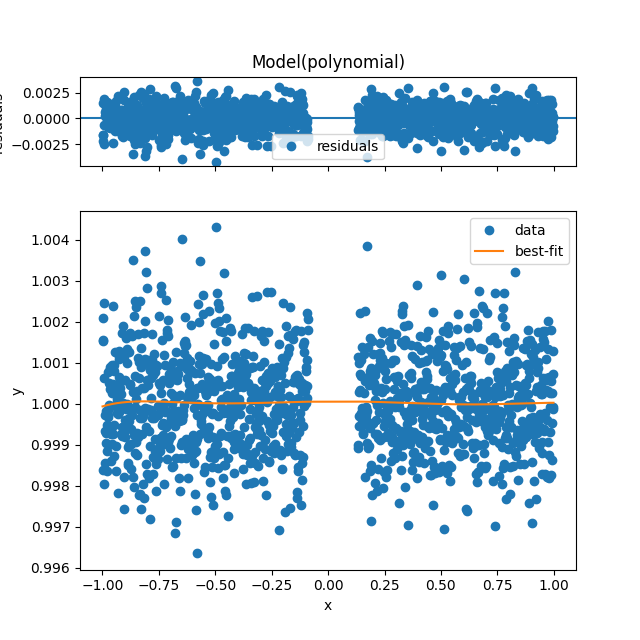 Model(polynomial)
0.0025
0.0000
−0.0025
residuals
residuals
1.004
1.003
1.002
1.001
1.000
0.999
0.998
0.997
0.996
y
data
best-fit
−1.00 −0.75 −0.50 −0.25 0.00 0.25 0.50 0.75 1.00
x